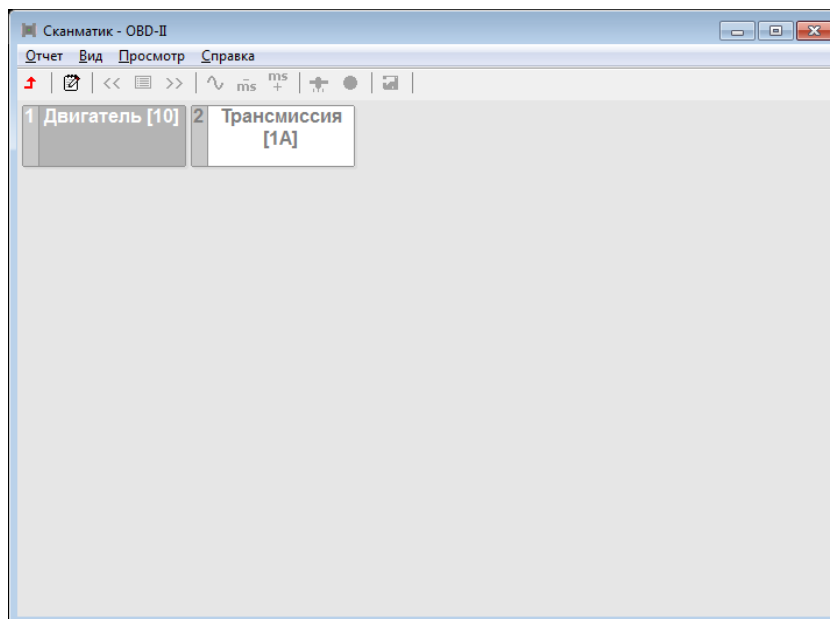 Сканматик - OBD-II
Отчет Вид Просмотр Справка
<< >> ms ms
1 Двигатель [10] 2 Трансмиссия
[1A]